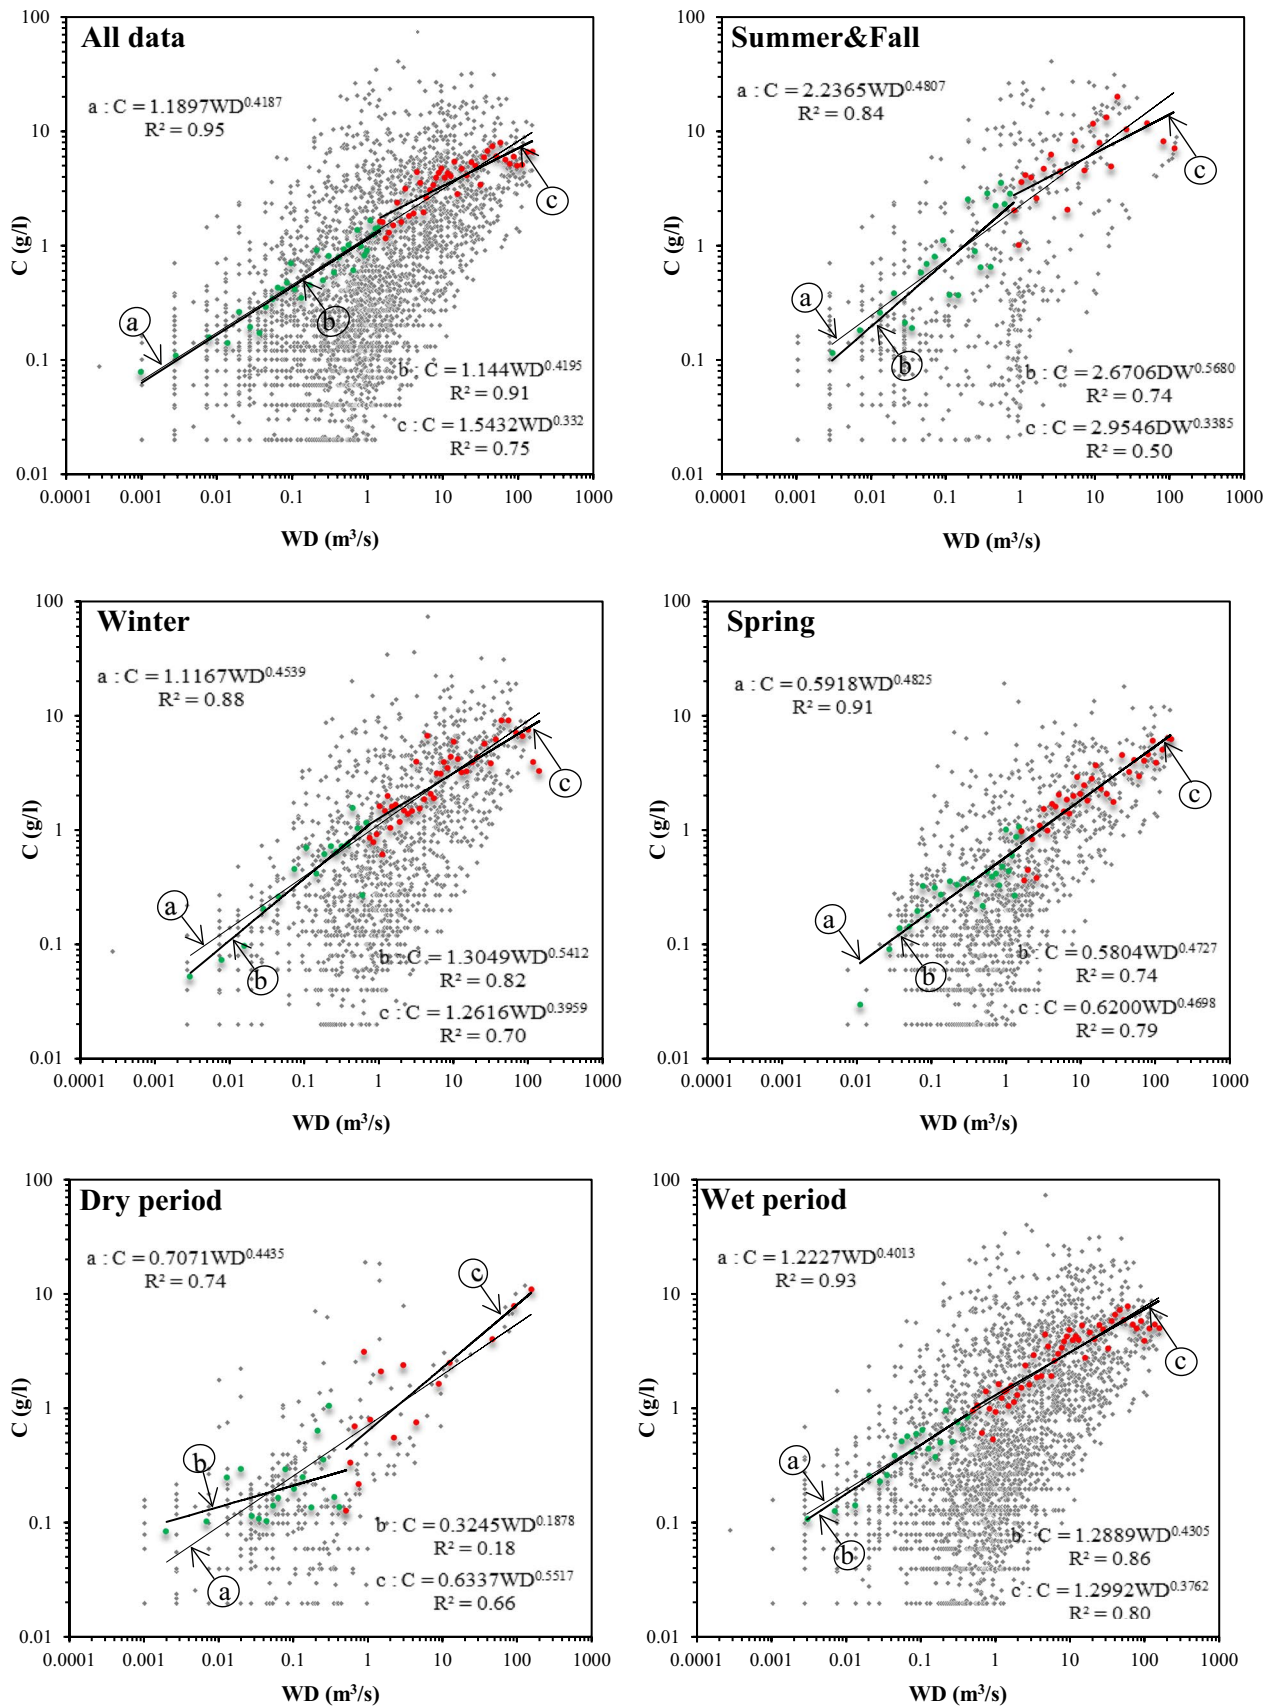 All data
a : C = 1.1897WD^0.4187
R² = 0.95
b : C = 1.144WD^0.4195
R² = 0.91
c : C = 1.5432WD^0.332
R² = 0.75
a
b
c
100
10
1
0.1
0.01
C (g/l)
0.0001 0.001 0.01 0.1 1 10 100 1000
WD (m³/s)
Summer&Fall
a : C = 2.2365WD^0.4807
R² = 0.84
b : C = 2.6706DW^0.5680
R² = 0.74
c : C = 2.9546DW^0.3385
R² = 0.50
a
b
c
100
10
1
0.1
0.01
C (g/l)
0.0001 0.001 0.01 0.1 1 10 100 1000
WD (m³/s)
Winter
a : C = 1.1167WD^0.4539
R² = 0.88
b : C = 1.3049WD^0.5412
R² = 0.82
c : C = 1.2616WD^0.3959
R² = 0.70
a
b
c
100
10
1
0.1
0.01
C (g/l)
0.0001 0.001 0.01 0.1 1 10 100 1000
WD (m³/s)
Spring
a : C = 0.5918WD^0.4825
R² = 0.91
b : C = 0.5804WD^0.4727
R² = 0.74
c : C = 0.6200WD^0.4698
R² = 0.79
a
b
c
100
10
1
0.1
0.01
C (g/l)
0.0001 0.001 0.01 0.1 1 10 100 1000
WD (m³/s)
Dry period
a : C = 0.7071WD^0.4435
R² = 0.74
b : C = 0.3245WD^0.1878
R² = 0.18
c : C = 0.6337WD^0.5517
R² = 0.66
c
b
a
100
10
1
0.1
0.01
C (g/l)
0.0001 0.001 0.01 0.1 1 10 100 1000
WD (m³/s)
Wet period
a : C = 1.2227WD^0.4013
R² = 0.93
b : C = 1.2889WD^0.4305
R² = 0.86
c : C = 1.2992WD^0.3762
R² = 0.80
a
b
c
100
10
1
0.1
0.01
C (g/l)
0.0001 0.001 0.01 0.1 1 10 100 1000
WD (m³/s)